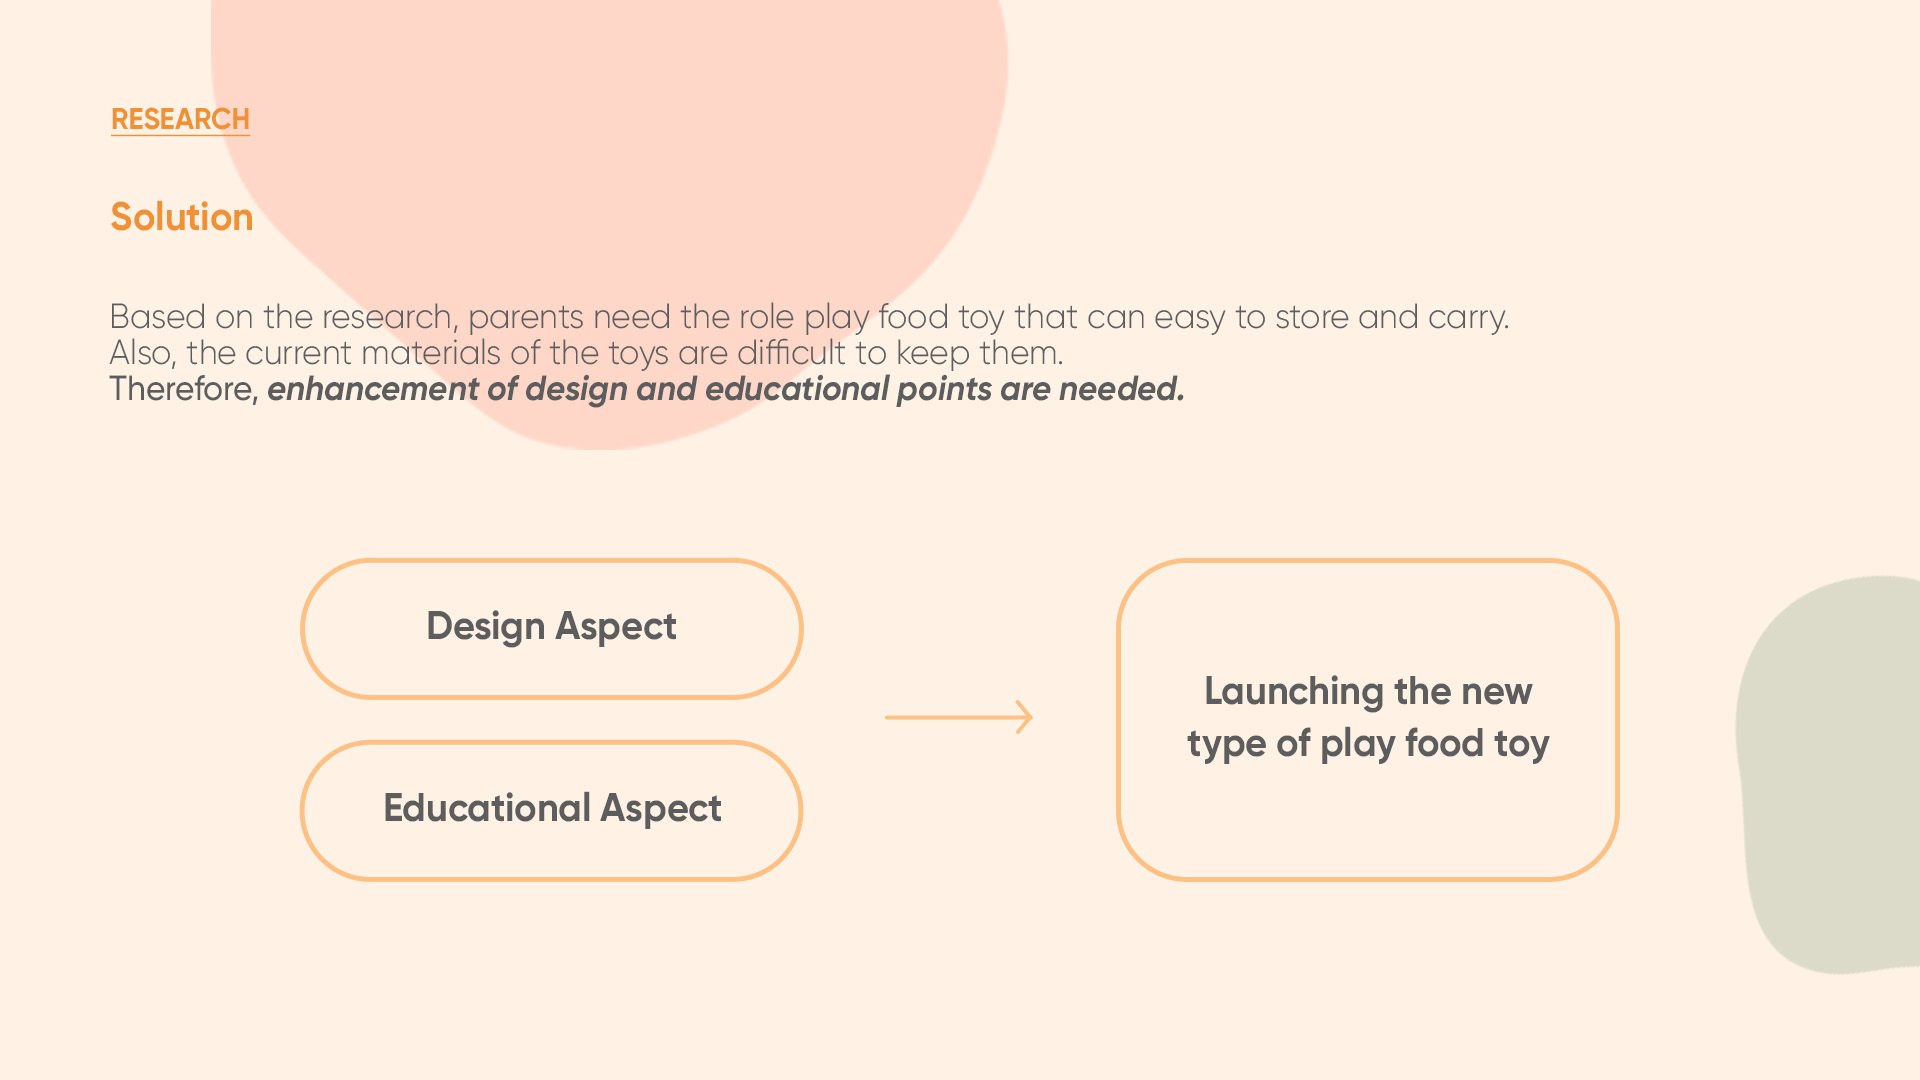 RESEARCH
Solution
Based on the research, parents need the role play food toy that can easy to store and carry.
Also, the current materials of the toys are difficult to keep them.
Therefore, enhancement of design and educational points are needed.
Design Aspect
Educational Aspect
Launching the new
type of play food toy